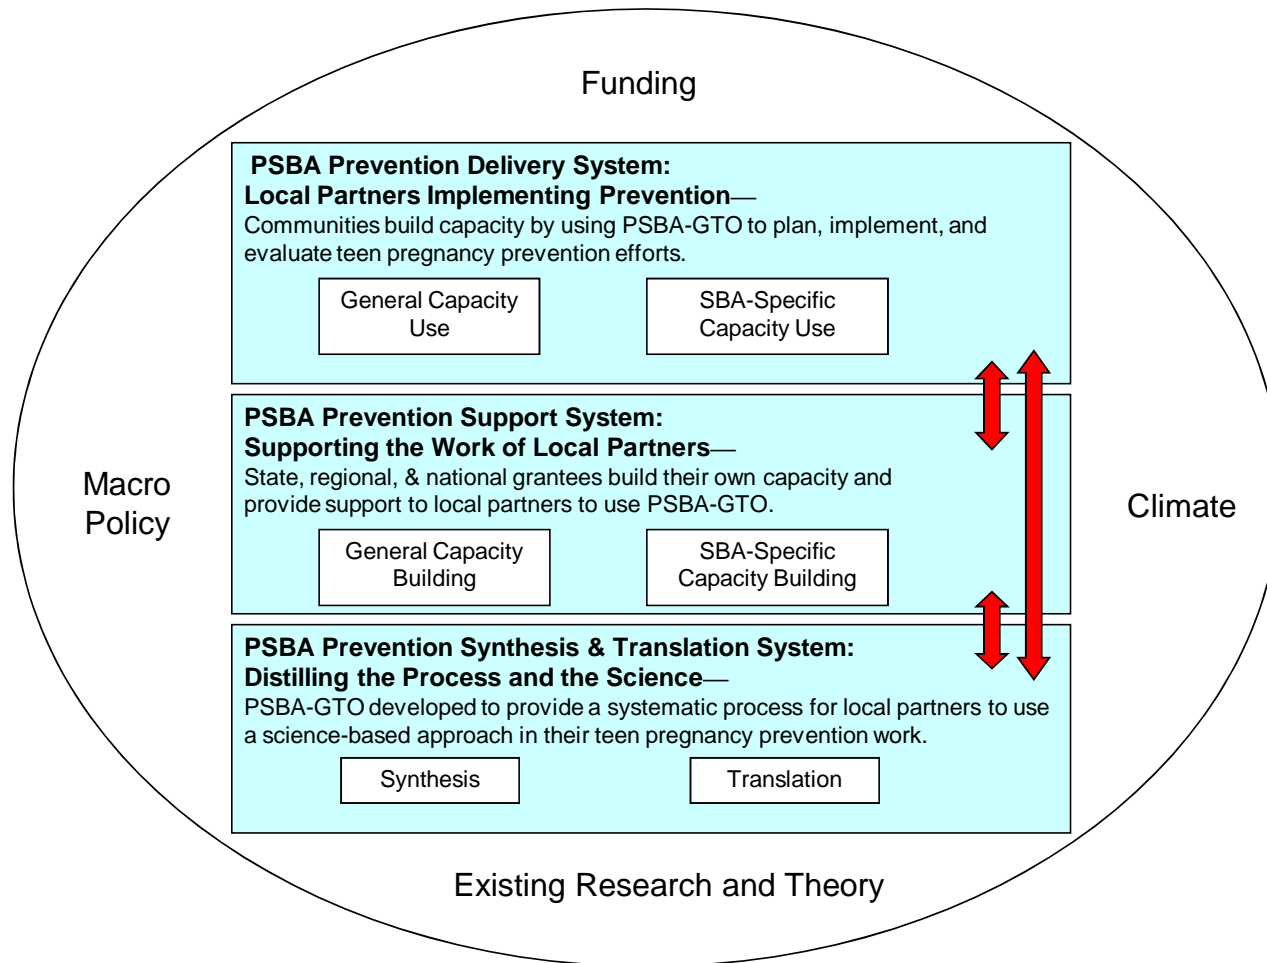 Funding
PSBA Prevention Delivery System:
Local Partners Implementing Prevention—
Communities build capacity by using PSBA-GTO to plan, implement, and
evaluate teen pregnancy prevention efforts.
General Capacity
Use
SBA-Specific
Capacity Use
PSBA Prevention Support System:
Supporting the Work of Local Partners—
State, regional, & national grantees build their own capacity and
provide support to local partners to use PSBA-GTO.
General Capacity
Building
SBA-Specific
Capacity Building
Macro
Policy
Climate
PSBA Prevention Synthesis & Translation System:
Distilling the Process and the Science—
PSBA-GTO developed to provide a systematic process for local partners to use
a science-based approach in their teen pregnancy prevention work.
Synthesis
Translation
Existing Research and Theory